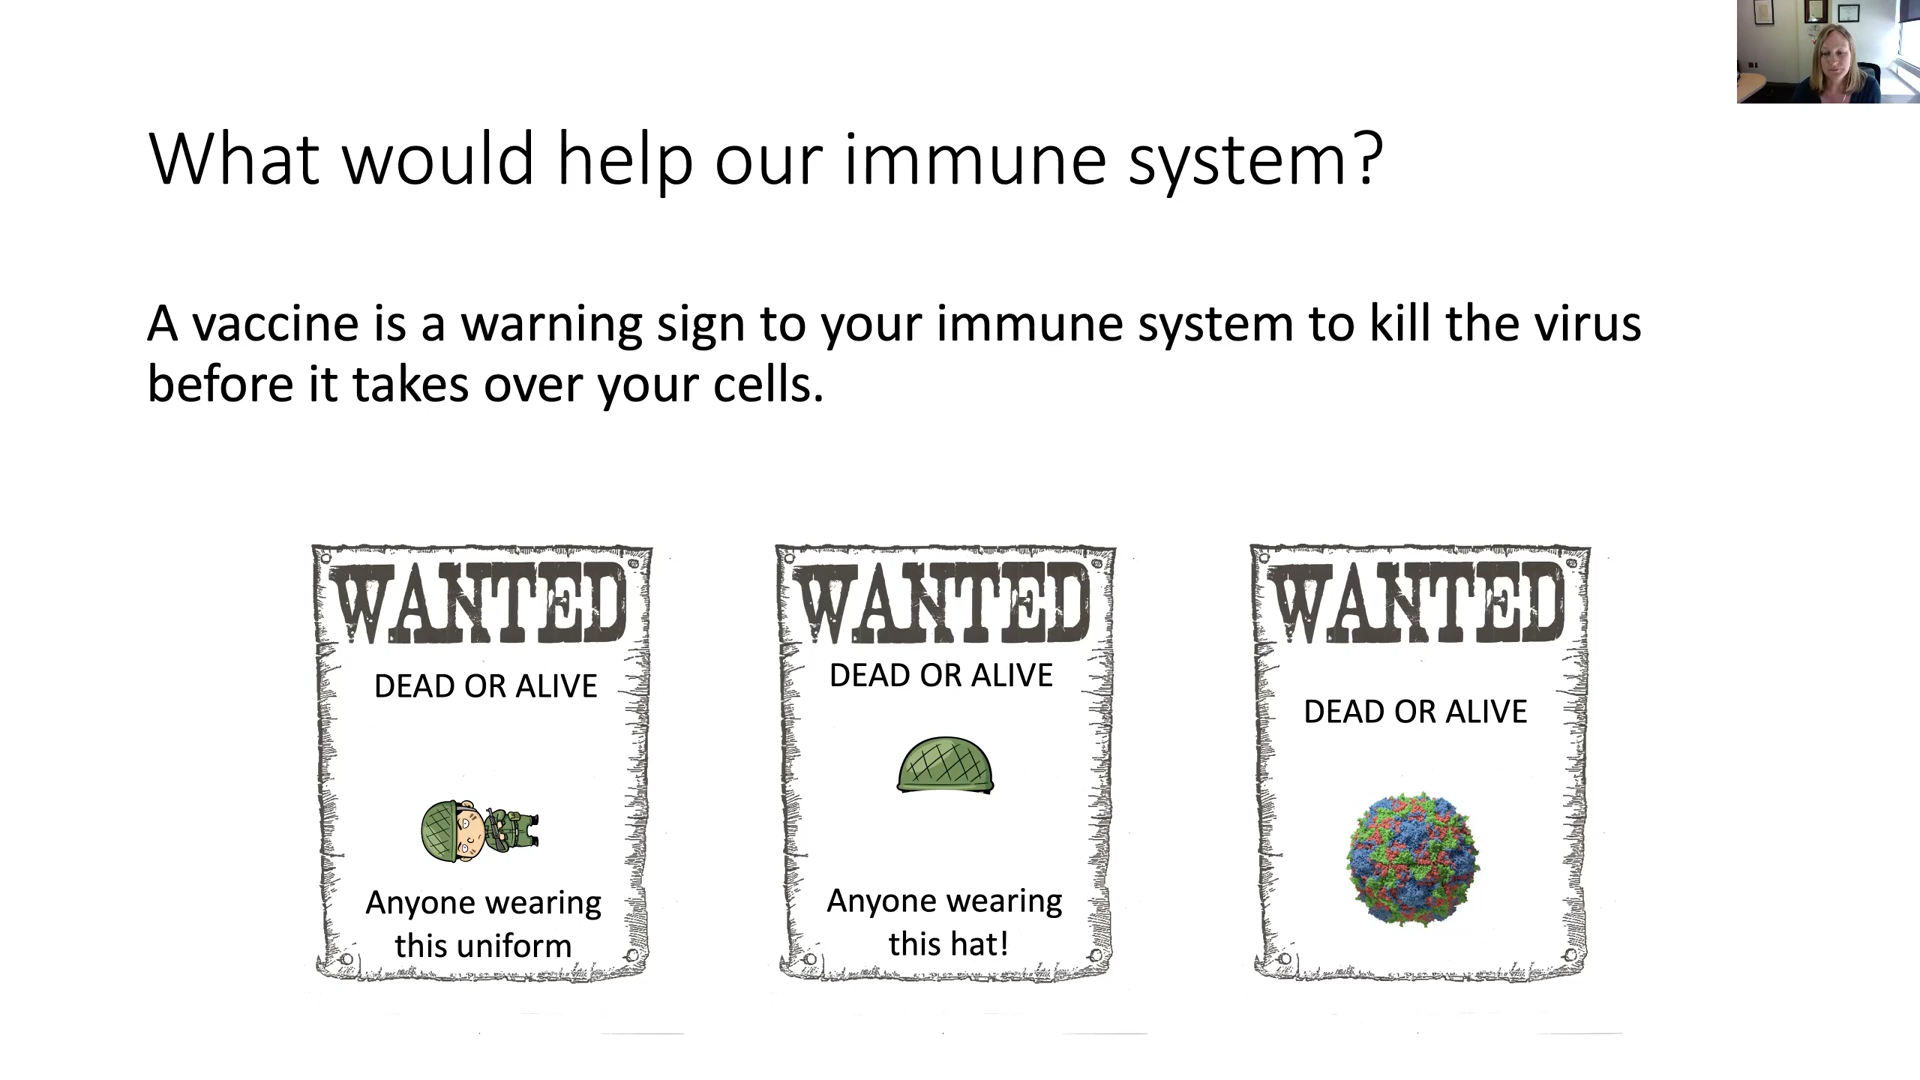 What would help our immune system?
A vaccine is a warning sign to your immune system to kill the virus
before it takes over your cells.
WANTED
DEAD OR ALIVE
Anyone wearing
this uniform
WANTED
DEAD OR ALIVE
Anyone wearing
this hat!
WANTED
DEAD OR ALIVE